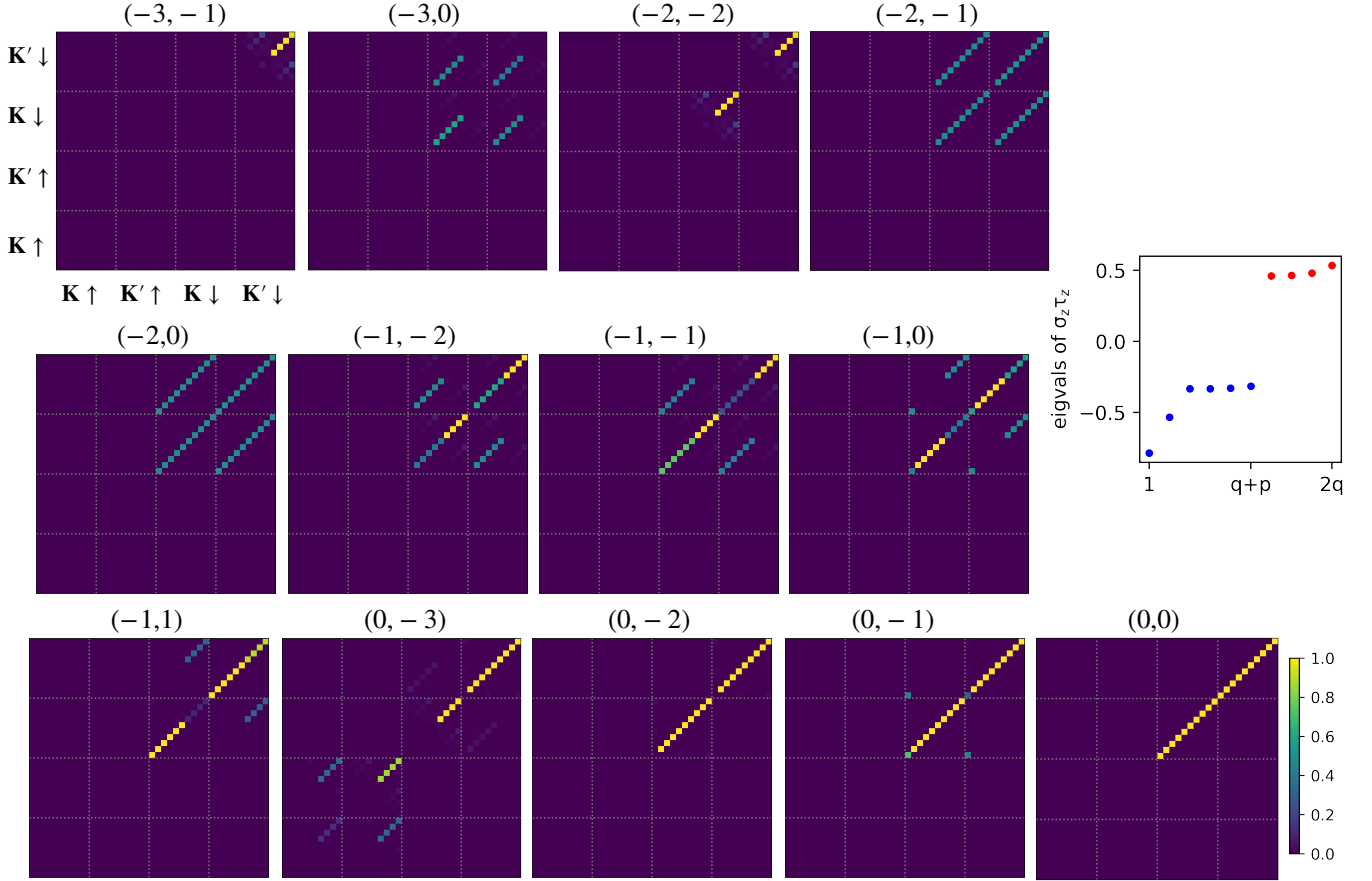 (−3, −1) (−3,0) (−2, −2) (−2, −1)
K′ ↓
K ↓
K′ ↑
K ↑
K ↑ K′ ↑ K ↓ K′ ↓
eigvals of σzτz
0.5
0.0
−0.5
1 q+p 2q
(−2,0) (−1, −2) (−1, −1) (−1,0)
(−1,1) (0, −3) (0, −2) (0, −1) (0,0)
1.0
0.8
0.6
0.4
0.2
0.0